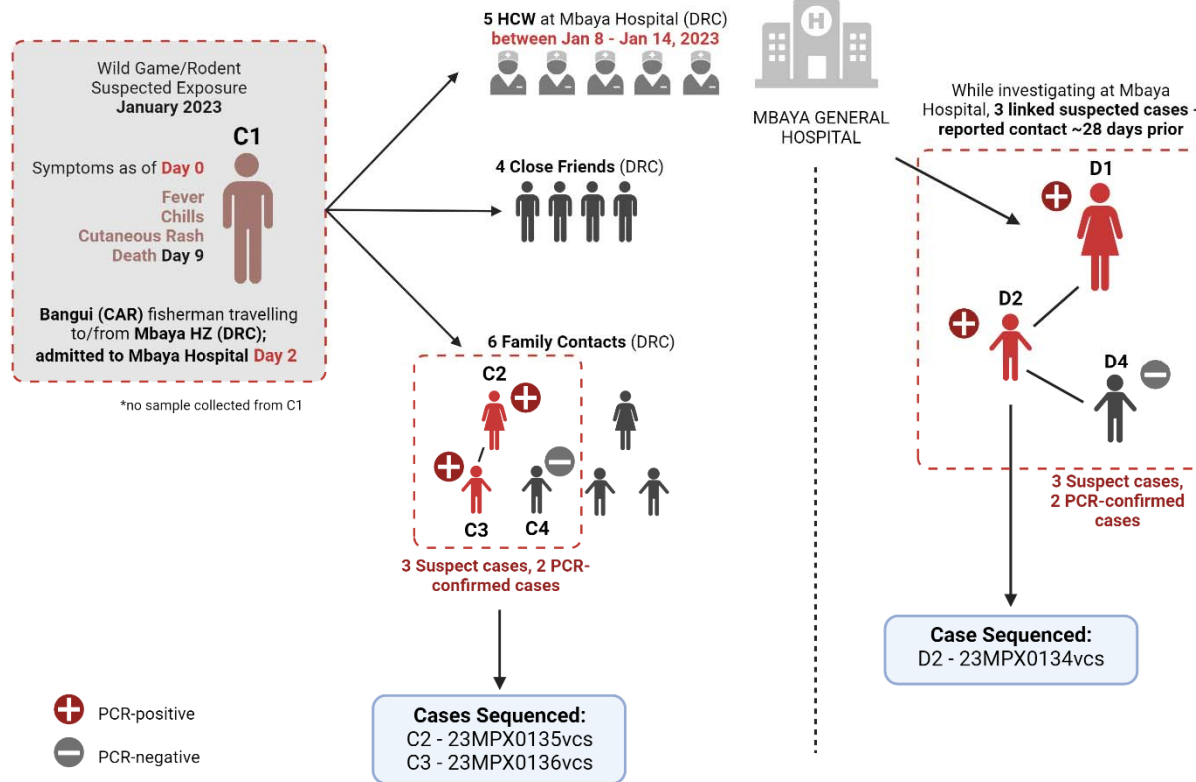 Wild Game/Rodent
Suspected Exposure
January 2023
C1
Symptoms as of Day 0
Fever
Chills
Cutaneous Rash
Death Day 9
Bangui (CAR) fisherman travelling
to/from Mbaya HZ (DRC);
admitted to Mbaya Hospital Day 2
*no sample collected from C1
5 HCW at Mbaya Hospital (DRC)
between Jan 8 - Jan 14, 2023
4 Close Friends (DRC)
6 Family Contacts (DRC)
C2
C3
C4
3 Suspect cases, 2 PCR-
confirmed cases
Cases Sequenced:
C2 - 23MPX0135vcs
C3 - 23MPX0136vcs
H
MBAYA GENERAL
HOSPITAL
While investigating at Mbaya
Hospital, 3 linked suspected cases -
reported contact ~28 days prior
D1
D2
D4
3 Suspect cases,
2 PCR-confirmed
cases
Case Sequenced:
D2 - 23MPX0134vcs
PCR-positive
PCR-negative